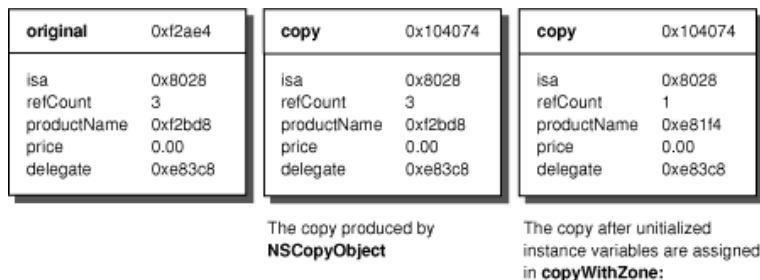 original 0xf2ae4
isa 0x8028
refCount 3
productName 0xf2bd8
price 0.00
delegate 0xe83c8
copy 0x104074
isa 0x8028
refCount 3
productName 0xf2bd8
price 0.00
delegate 0xe83c8
The copy produced by
NSCopyObject
copy 0x104074
isa 0x8028
refCount 1
productName 0xe81f4
price 0.00
delegate 0xe83c8
The copy after unitialized
instance variables are assigned
in copyWithZone: